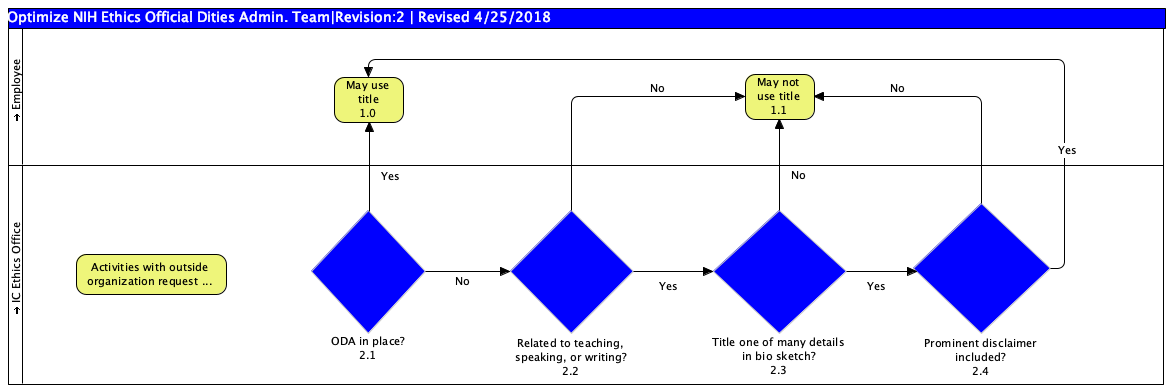 Optimize NIH Ethics Official Dities Admin. Team|Revision:2 | Revised 4/25/2018
→ Employee
May use
title
1.0
May not
use title
1.1
No
No
Yes
Yes
No
→ IC Ethics Office
Activities with outside
organization request ...
No
Yes
Yes
ODA in place?
2.1
Related to teaching,
speaking, or writing?
2.2
Title one of many details
in bio sketch?
2.3
Prominent disclaimer
included?
2.4